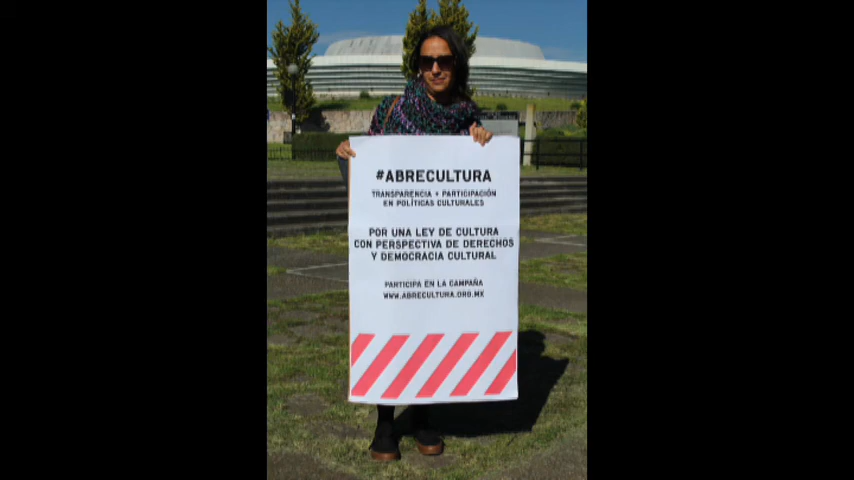 #ABRECULTURA
TRANSPARENCIA + PARTICIPACIÓN
EN POLÍTICAS CULTURALES
POR UNA LEY DE CULTURA
CON PERSPECTIVA DE DERECHOS
Y DEMOCRACIA CULTURAL
PARTICIPA EN LA CAMPAÑA
WWW.ABRECULTURA.ORG.MX